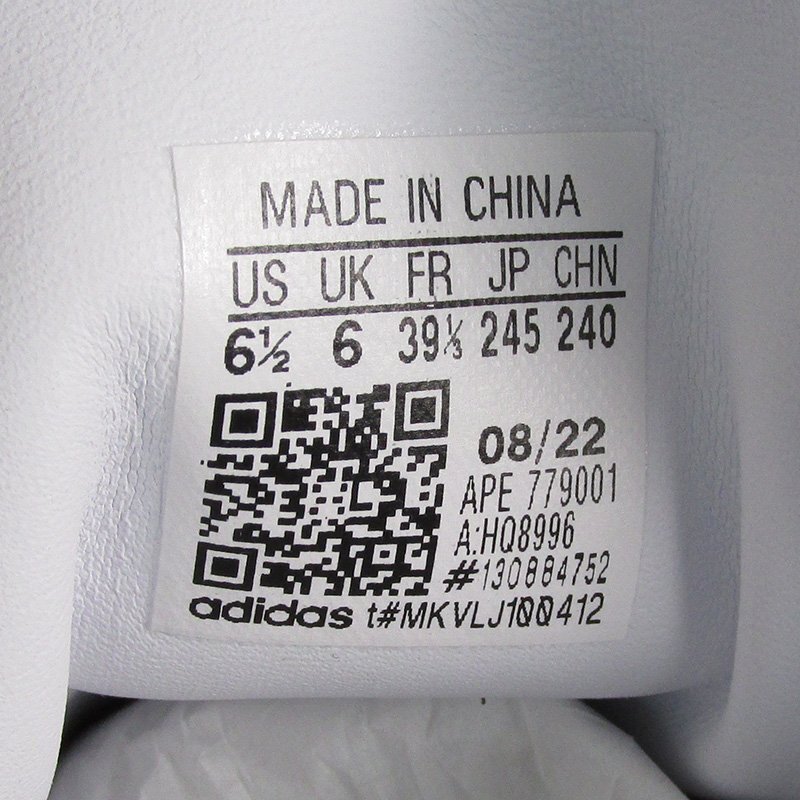 MADE IN CHINA
US UK FR JP CHN
6½ 6 39⅓ 245 240
08/22
APE 779001
A:HQ8996
#130884752
adidas t#MKVLJ100412